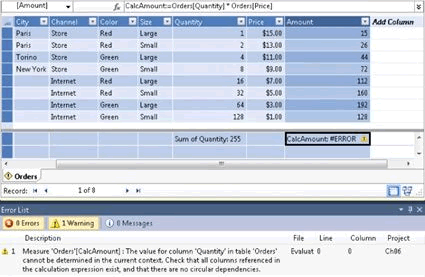 [Amount] fx CalcAmount:=Orders[Quantity] * Orders[Price]
City Channel Color Size Quantity Price Amount Add Column
Paris Store Red Large 1 $15.00 15
Paris Store Red Small 2 $13.00 26
Torino Store Green Large 4 $11.00 44
New York Store Green Small 8 $9.00 72
Internet Red Large 16 $7.00 112
Internet Red Small 32 $5.00 160
Internet Green Large 64 $3.00 192
Internet Green Small 128 $1.00 128
Sum of Quantity: 255 CalcAmount: #ERROR
Orders
Record: 1 of 8
Error List
0 Errors 1 Warning 0 Messages
Description File Line Column Project
1 Measure 'Orders'[CalcAmount] : The value for column 'Quantity' in table 'Orders' Evaluat 0 0 Ch06
cannot be determined in the current context. Check that all columns referenced
in the calculation expression exist, and that there are no circular dependencies.